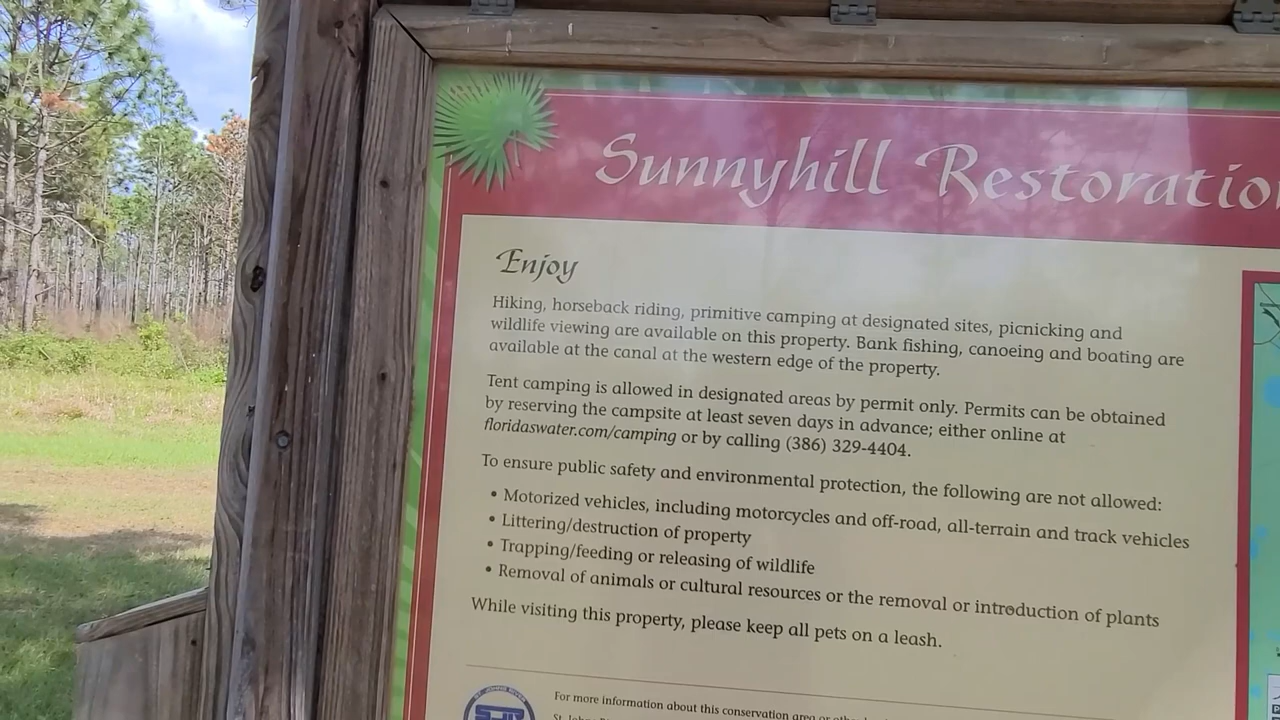 Sunnyhill Restoratio
Enjoy
Hiking, horseback riding, primitive camping at designated sites, picnicking and
wildlife viewing are available on this property. Bank fishing, canoeing and boating are
available at the canal at the western edge of the property.
Tent camping is allowed in designated areas by permit only. Permits can be obtained
by reserving the campsite at least seven days in advance; either online at
floridaswater.com/camping or by calling (386) 329-4404.
To ensure public safety and environmental protection, the following are not allowed:
• Motorized vehicles, including motorcycles and off-road, all-terrain and track vehicles
• Littering/destruction of property
• Trapping/feeding or releasing of wildlife
• Removal of animals or cultural resources or the removal or introduction of plants
While visiting this property, please keep all pets on a leash.
For more information about this conservation area or